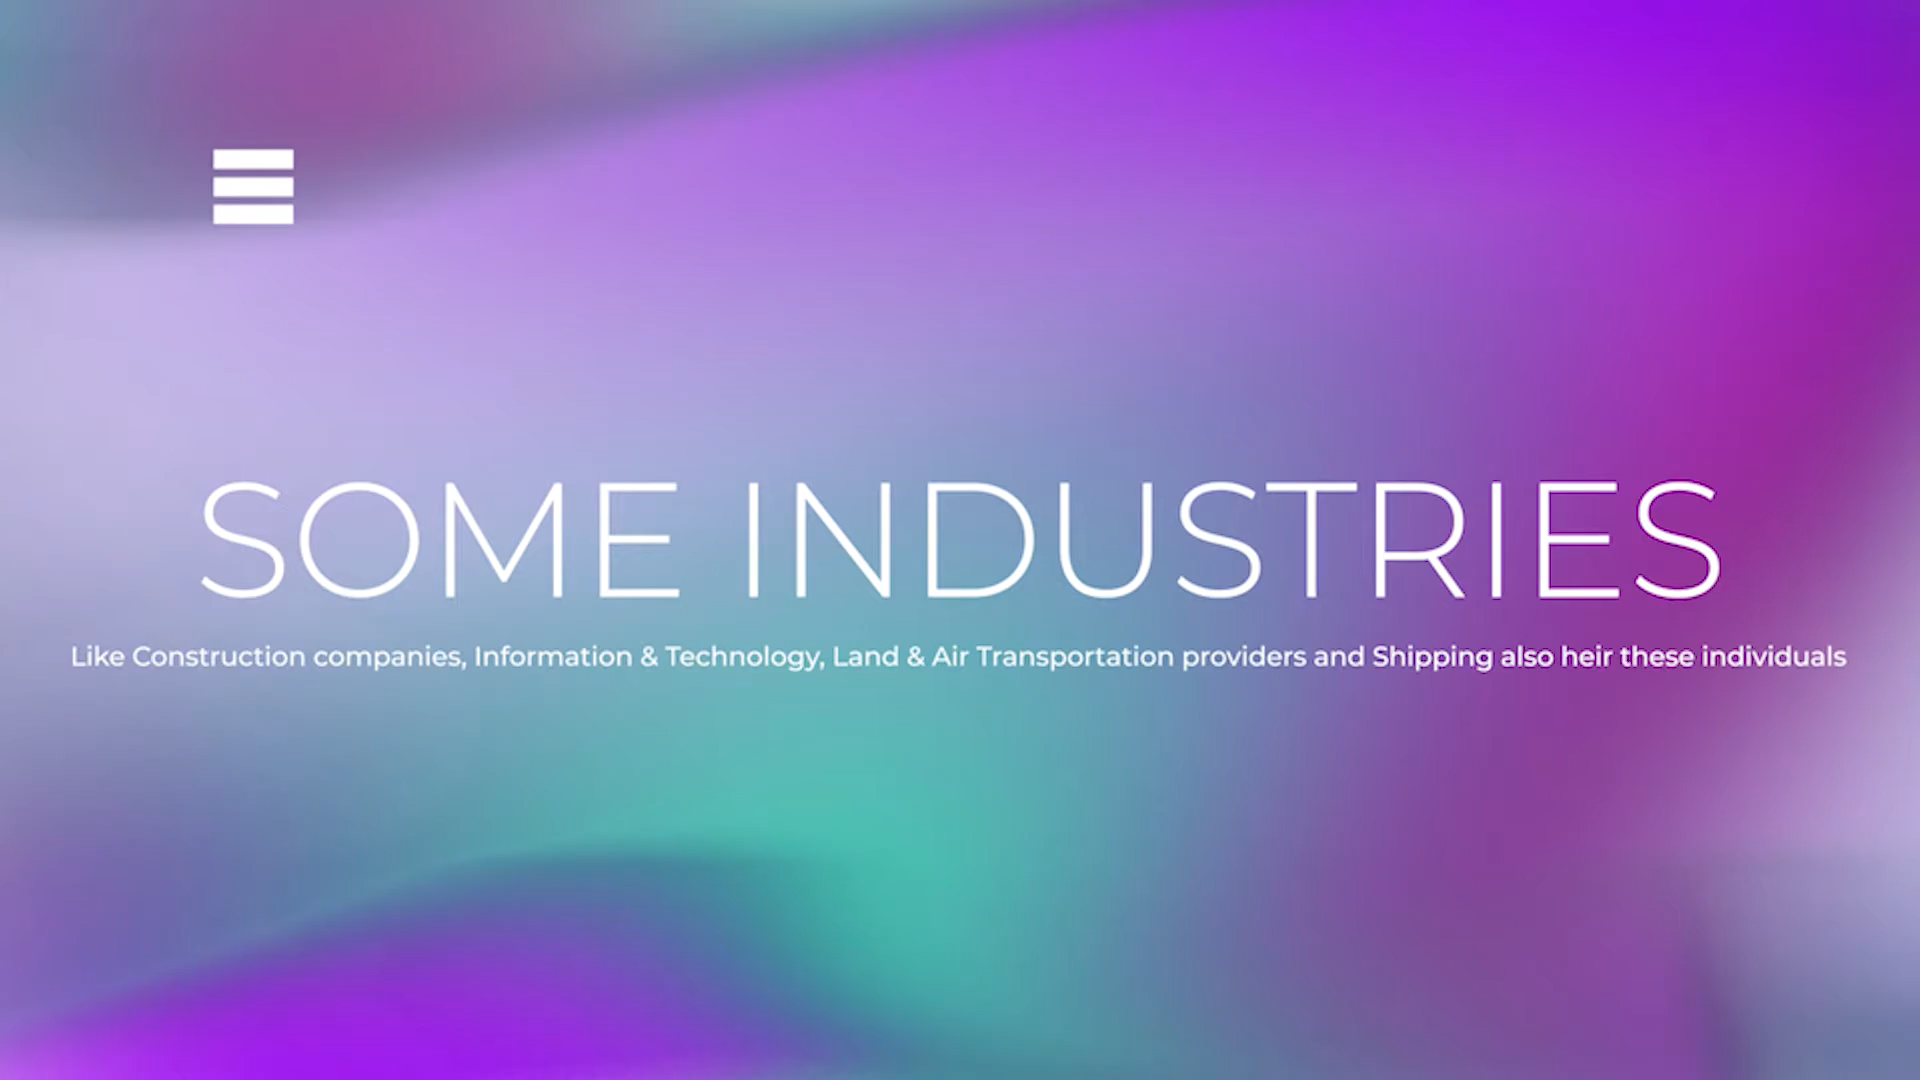 SOME INDUSTRIES
Like Construction companies, Information & Technology, Land & Air Transportation providers and Shipping also heir these individuals